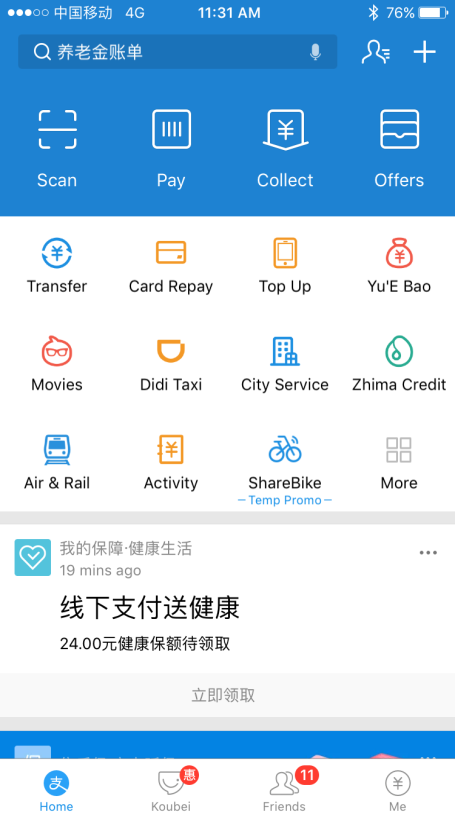 中国移动 4G 11:31 AM 76%
养老金账单
Scan Pay Collect Offers
Transfer Card Repay Top Up Yu'E Bao
Movies Didi Taxi City Service Zhima Credit
Air & Rail Activity ShareBike More
Temp Promo
我的保障·健康生活
19 mins ago
线下支付送健康
24.00元健康保额待领取
立即领取
支 惠 11
Home Koubei Friends Me